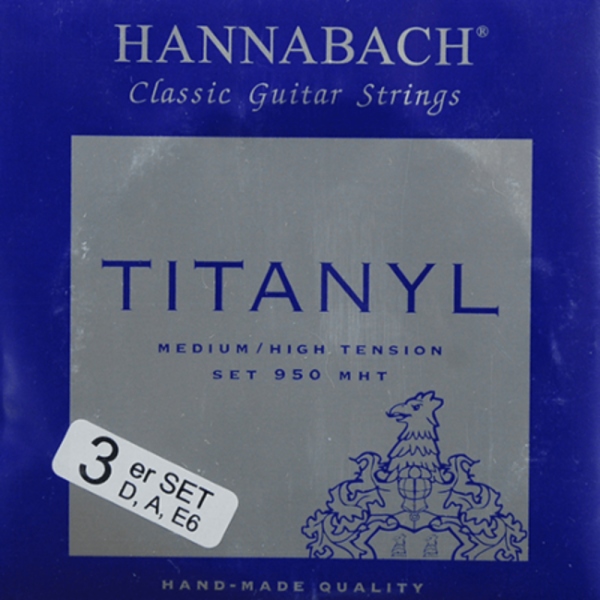 HANNABACH®
Classic Guitar Strings
TITANYL
MEDIUM/HIGH TENSION
SET 950 MHT
3 er SET
D, A, E6
HAND-MADE QUALITY